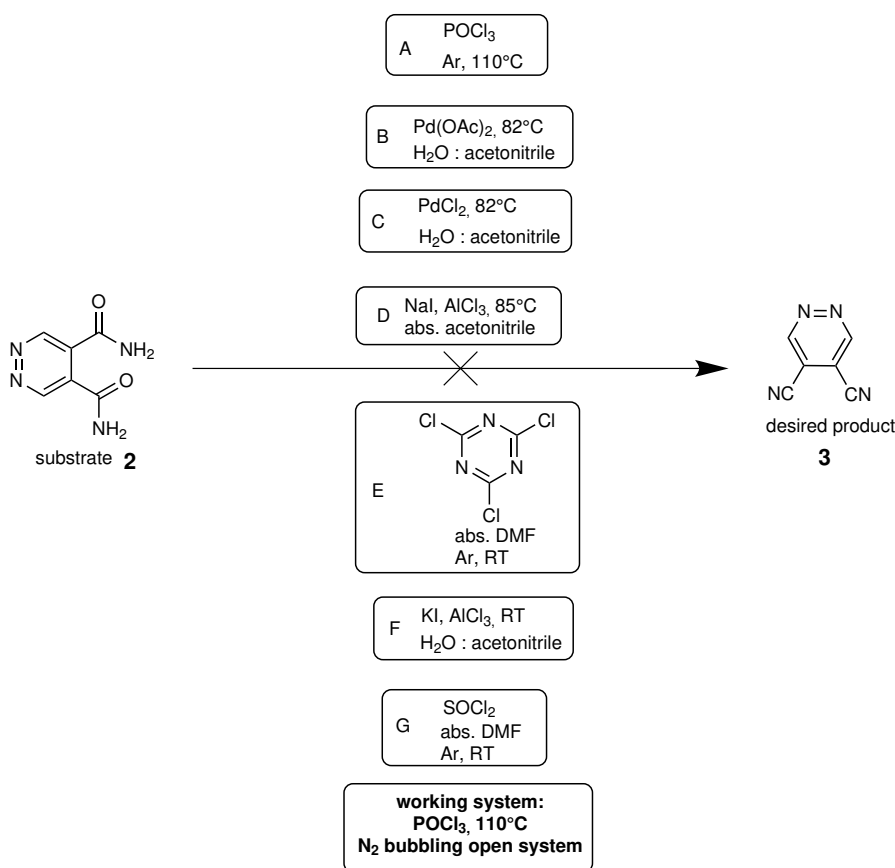 A
POCl₃
Ar, 110°C
B
Pd(OAc)₂, 82°C
H₂O : acetonitrile
C
PdCl₂, 82°C
H₂O : acetonitrile
D
NaI, AlCl₃, 85°C
abs. acetonitrile
N
N
O
NH₂
O
NH₂
substrate 2
E
Cl
N
Cl
N
N
Cl
abs. DMF
Ar, RT
F
KI, AlCl₃, RT
H₂O : acetonitrile
G
SOCl₂
abs. DMF
Ar, RT
working system:
POCl₃, 110°C
N₂ bubbling open system
N=N
NC
CN
desired product
3